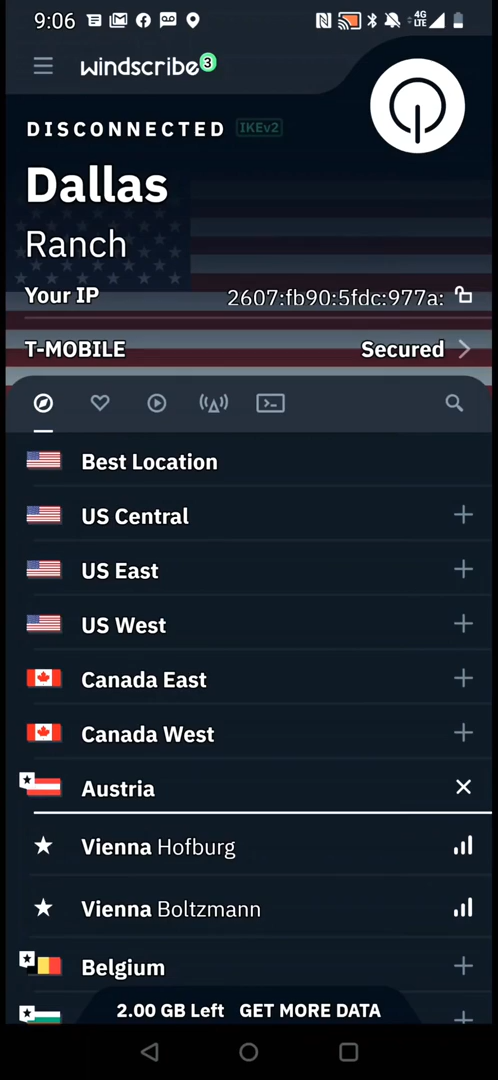 9:06 4G LTE
windscribe 3
DISCONNECTED IKEv2
Dallas
Ranch
Your IP 2607:fb90:5fdc:977a:
T-MOBILE Secured
Best Location
US Central
US East
US West
Canada East
Canada West
Austria
Vienna Hofburg
Vienna Boltzmann
Belgium
2.00 GB Left GET MORE DATA